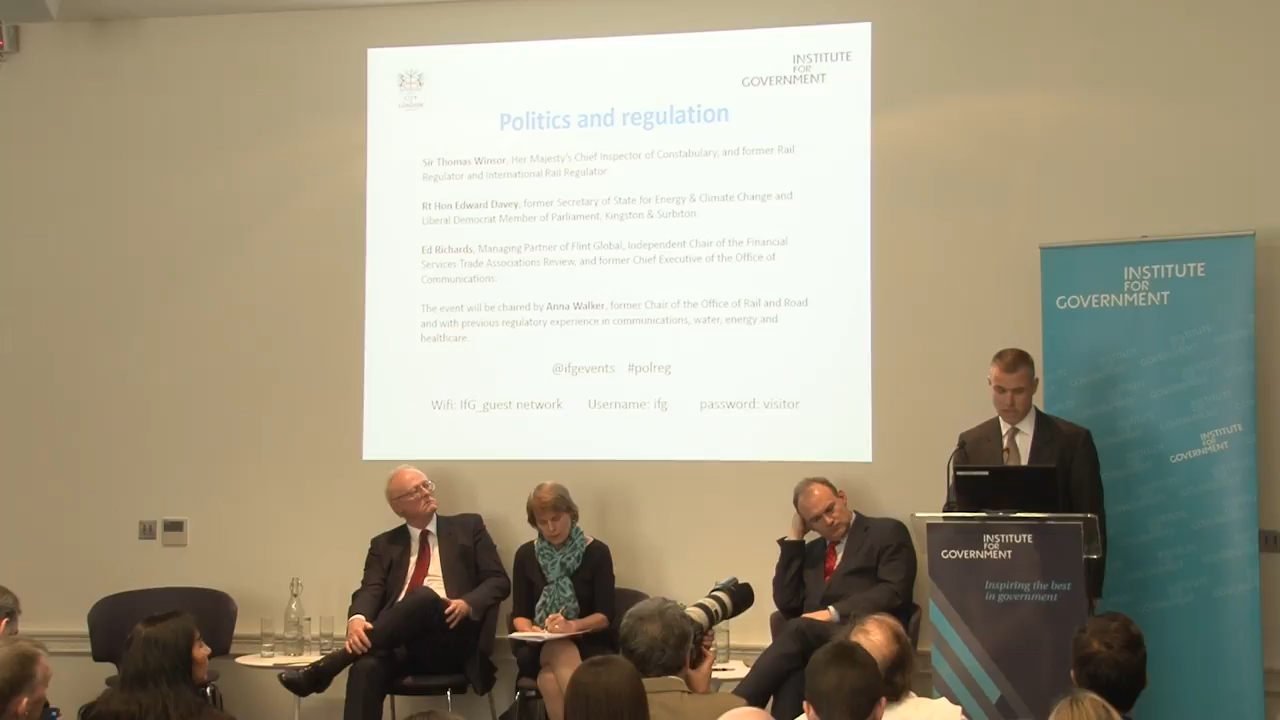 INSTITUTE
FOR
GOVERNMENT
CITY
LONDON
Politics and regulation
Sir Thomas Winsor, Her Majesty's Chief Inspector of Constabulary, and former Rail
Regulator and International Rail Regulator
Rt Hon Edward Davey, former Secretary of State for Energy & Climate Change and
Liberal Democrat Member of Parliament, Kingston & Surbiton
Ed Richards, Managing Partner of Flint Global, Independent Chair of the Financial
Services Trade Associations Review, and former Chief Executive of the Office of
Communications.
The event will be chaired by Anna Walker, former Chair of the Office of Rail and Road
and with previous regulatory experience in communications, water, energy and
healthcare.
@ifgevents #polreg
Wifi: IfG_guest network Username: ifg password: visitor
INSTITUTE
FOR
GOVERNMENT
INSTITUTE
FOR
GOVERNMENT
INSTITUTE
FOR
GOVERNMENT
Inspiring the best
in government